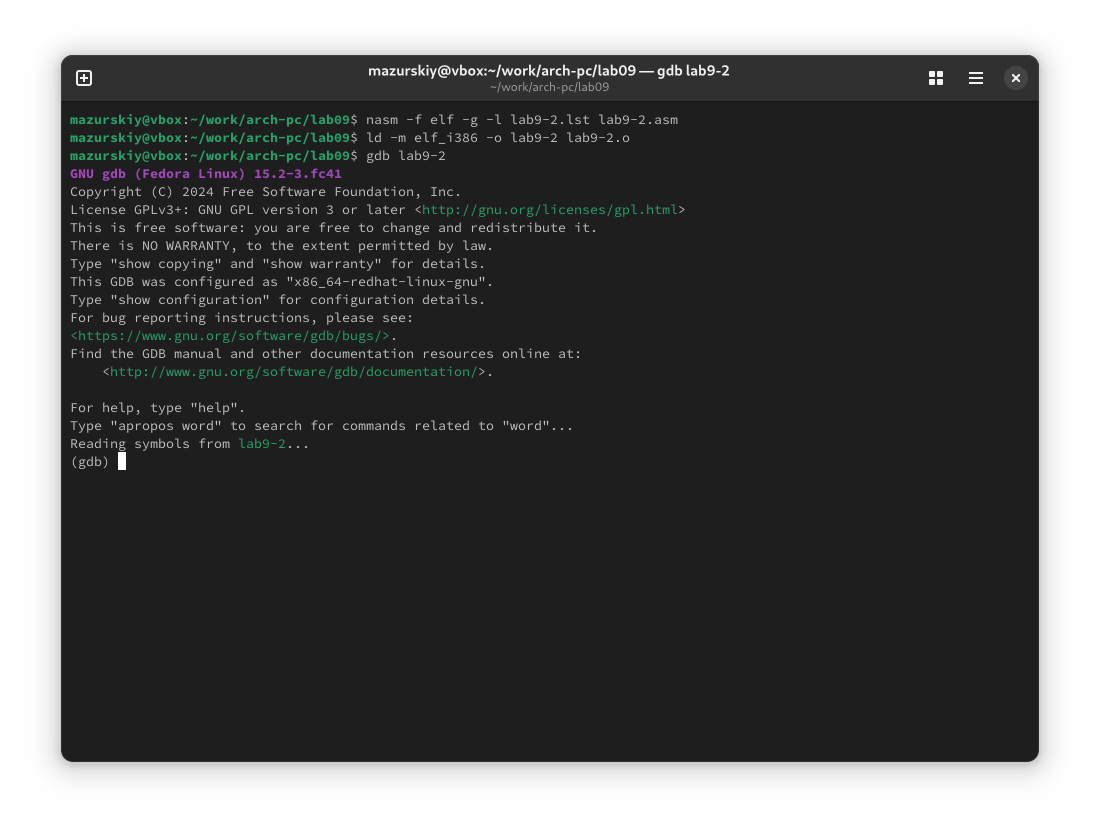 mazurskiy@vbox:~/work/arch-pc/lab09 — gdb lab9-2
~/work/arch-pc/lab09
mazurskiy@vbox:~/work/arch-pc/lab09$ nasm -f elf -g -l lab9-2.lst lab9-2.asm
mazurskiy@vbox:~/work/arch-pc/lab09$ ld -m elf_i386 -o lab9-2 lab9-2.o
mazurskiy@vbox:~/work/arch-pc/lab09$ gdb lab9-2
GNU gdb (Fedora Linux) 15.2-3.fc41
Copyright (C) 2024 Free Software Foundation, Inc.
License GPLv3+: GNU GPL version 3 or later <http://gnu.org/licenses/gpl.html>
This is free software: you are free to change and redistribute it.
There is NO WARRANTY, to the extent permitted by law.
Type "show copying" and "show warranty" for details.
This GDB was configured as "x86_64-redhat-linux-gnu".
Type "show configuration" for configuration details.
For bug reporting instructions, please see:
<https://www.gnu.org/software/gdb/bugs/>.
Find the GDB manual and other documentation resources online at:
    <http://www.gnu.org/software/gdb/documentation/>.

For help, type "help".
Type "apropos word" to search for commands related to "word"...
Reading symbols from lab9-2...
(gdb)